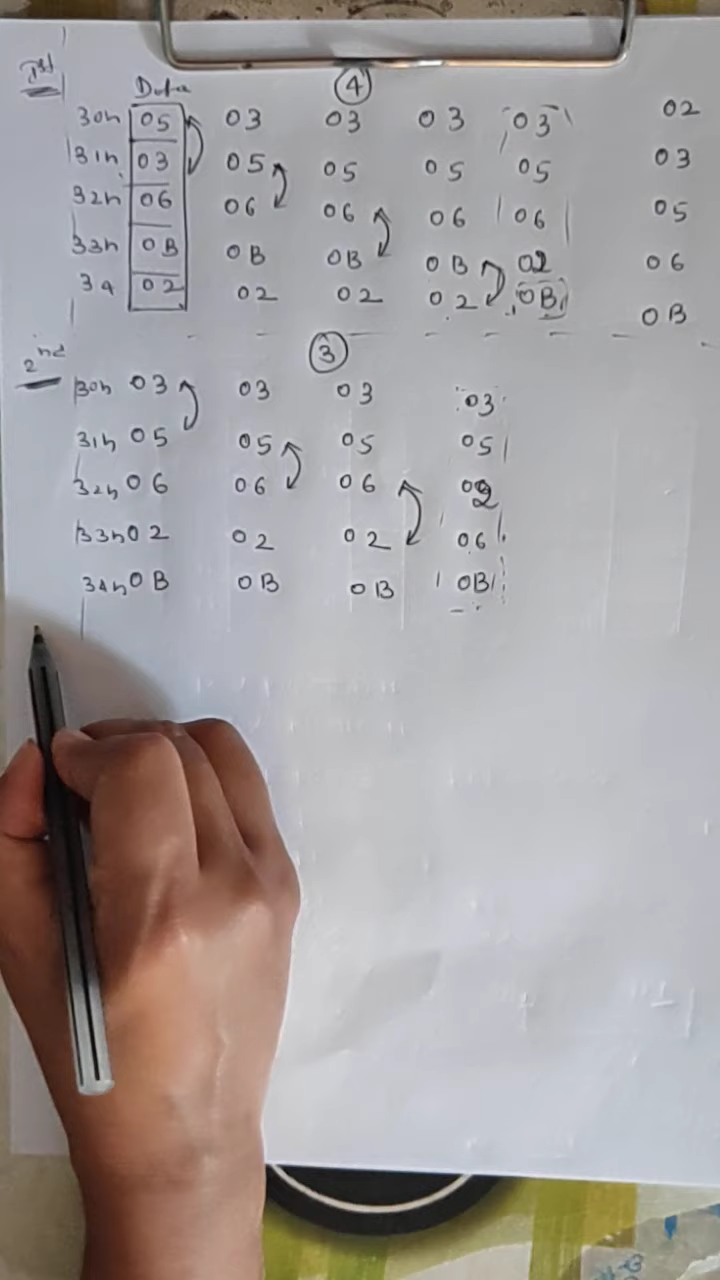 Ist
Data ④
30h 05 03 03 03 03 02
31h 03 05 05 05 05 03
32h 06 06 06 06 06 05
33h 0B 0B 0B 0B 02 06
34 02 02 02 02 0B 0B
2nd ③
30h 03 03 03 03
31h 05 05 05 05
32h 06 06 06 02
33h 02 02 02 06
34h 0B 0B 0B 0B